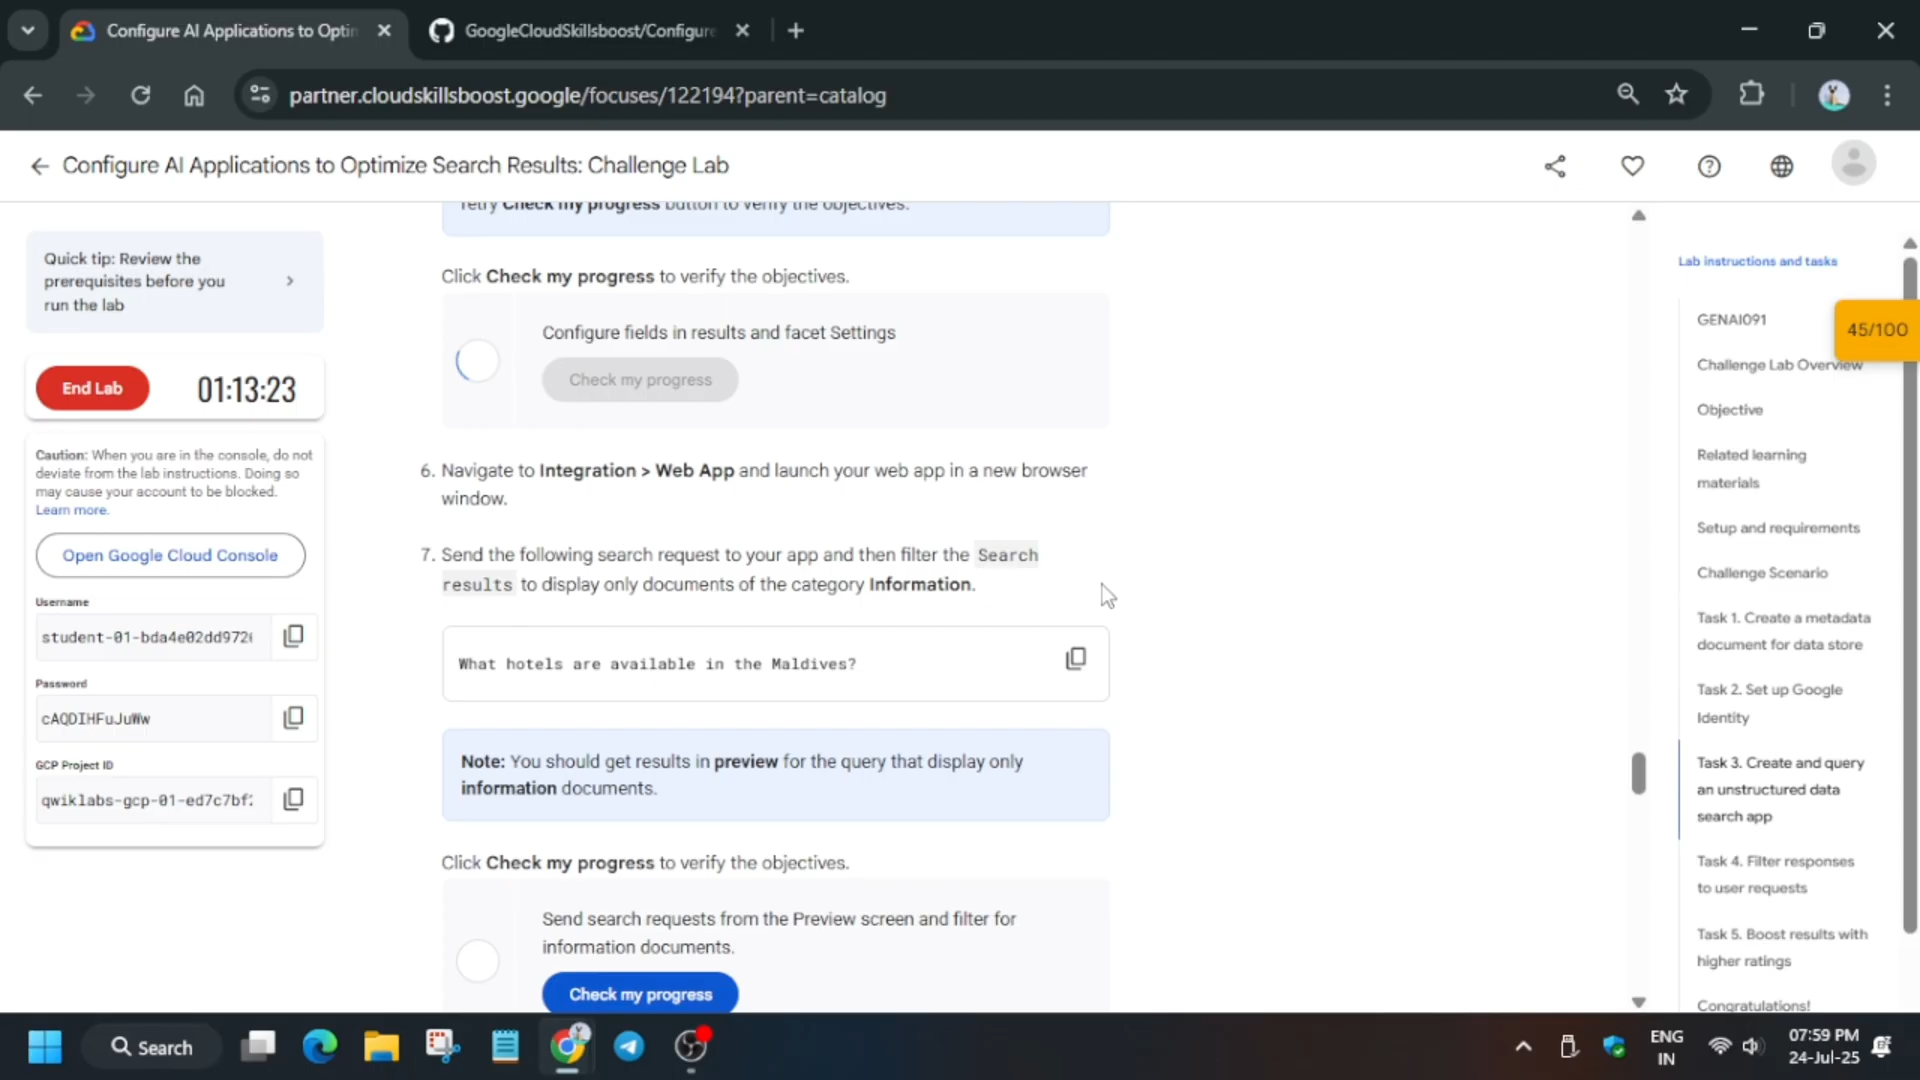 Configure AI Applications to Optin
GoogleCloudSkillsboost/Configure
partner.cloudskillsboost.google/focuses/122194?parent=catalog
Configure AI Applications to Optimize Search Results: Challenge Lab
Quick tip: Review the
prerequisites before you
run the lab
End Lab
01:13:23
Caution: When you are in the console, do not
deviate from the lab instructions. Doing so
may cause your account to be blocked.
Learn more.
Open Google Cloud Console
Username
student-01-bda4e02dd972
Password
cAQDIHFuJuWw
GCP Project ID
qwiklabs-gcp-01-ed7c7bf
retry Check my progress button to verify the objectives.
Click Check my progress to verify the objectives.
Configure fields in results and facet Settings
Check my progress
6. Navigate to Integration > Web App and launch your web app in a new browser
window.
7. Send the following search request to your app and then filter the Search
results to display only documents of the category Information.
What hotels are available in the Maldives?
Note: You should get results in preview for the query that display only
information documents.
Click Check my progress to verify the objectives.
Send search requests from the Preview screen and filter for
information documents.
Check my progress
Lab instructions and tasks
GENAI091
45/100
Challenge Lab Overview
Objective
Related learning
materials
Setup and requirements
Challenge Scenario
Task 1. Create a metadata
document for data store
Task 2. Set up Google
Identity
Task 3. Create and query
an unstructured data
search app
Task 4. Filter responses
to user requests
Task 5. Boost results with
higher ratings
Congratulations!
Search
ENG
IN
07:59 PM
24-Jul-25